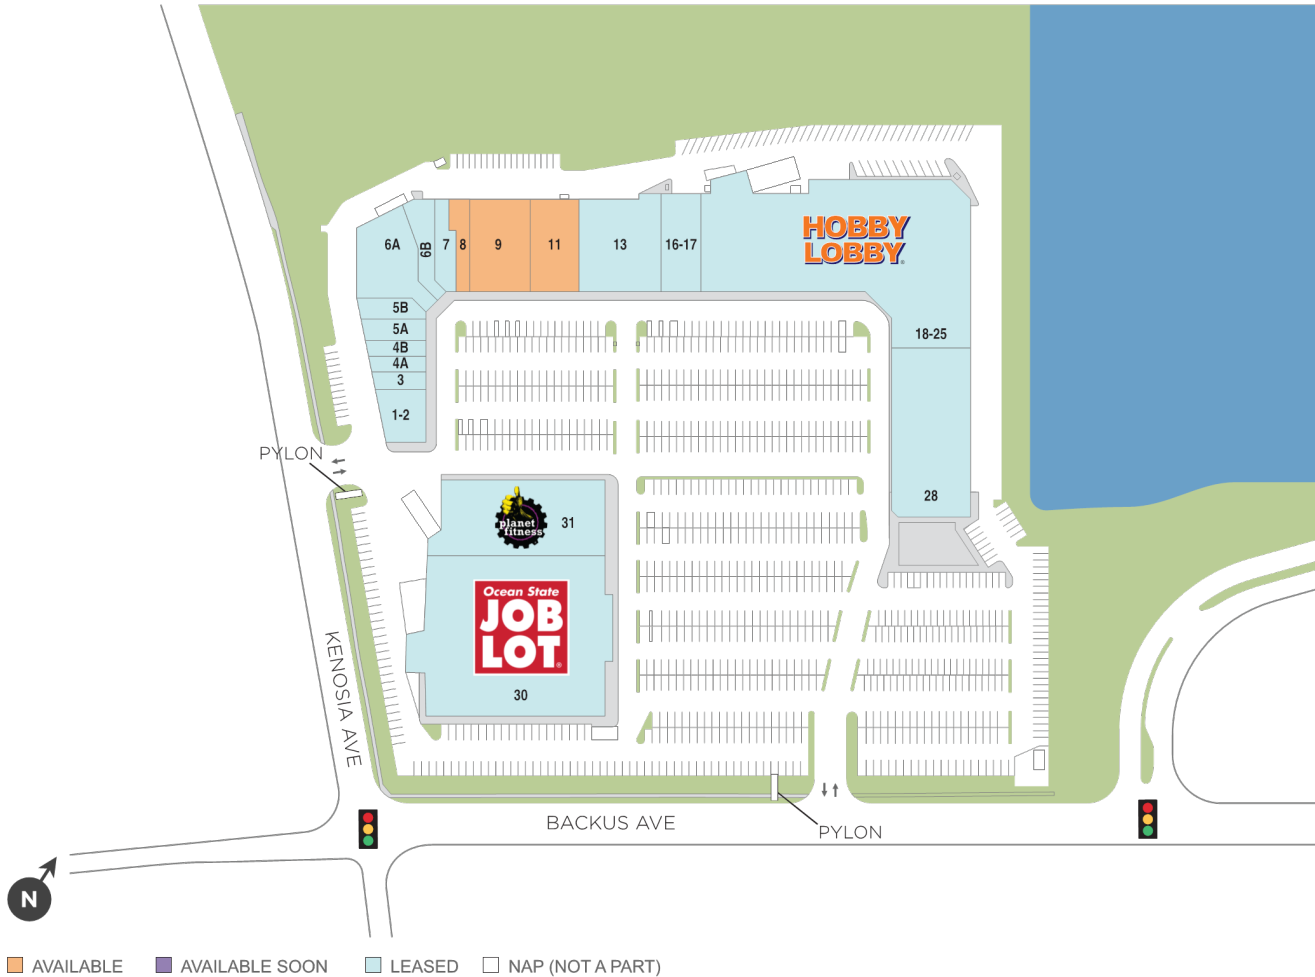 HOBBY
LOBBY®
6A
6B
7
8
9
11
13
16-17
5B
5A
4B
4A
3
1-2
18-25
28
PYLON
planet
fitness
31
Ocean State
JOB
LOT®
30
KENOSIA AVE
BACKUS AVE
PYLON
N
AVAILABLE
AVAILABLE SOON
LEASED
NAP (NOT A PART)